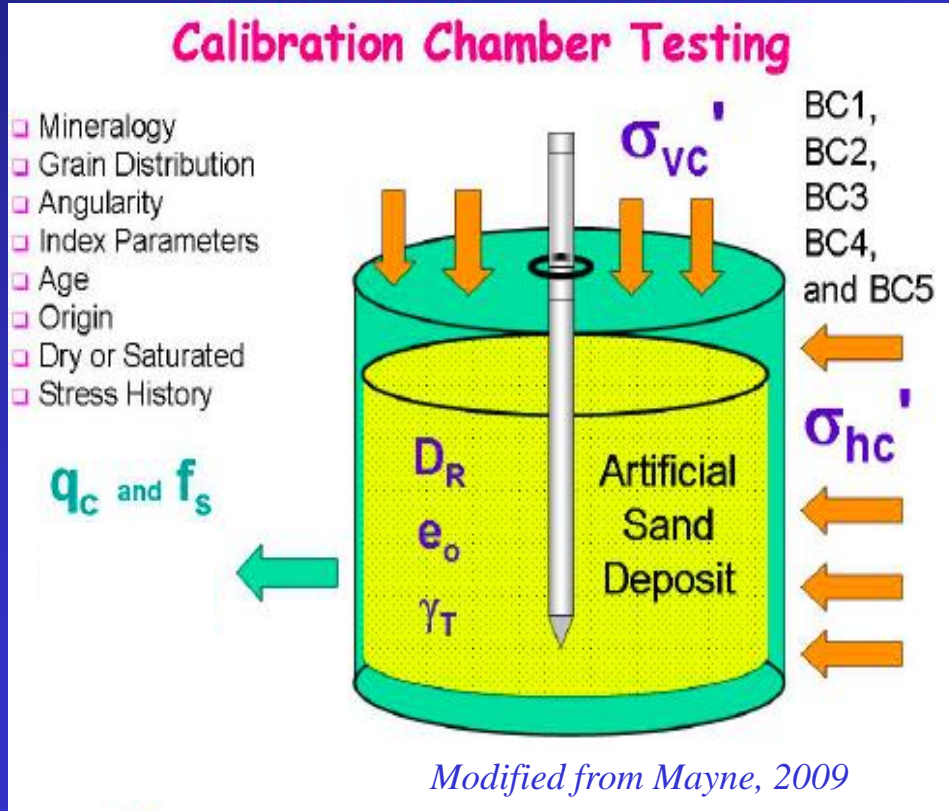 Calibration Chamber Testing
Mineralogy
Grain Distribution
Angularity
Index Parameters
Age
Origin
Dry or Saturated
Stress History
σvc'
BC1,
BC2,
BC3
BC4,
and BC5
σhc'
qc and fs
DR
eo
γT
Artificial
Sand
Deposit
Modified from Mayne, 2009